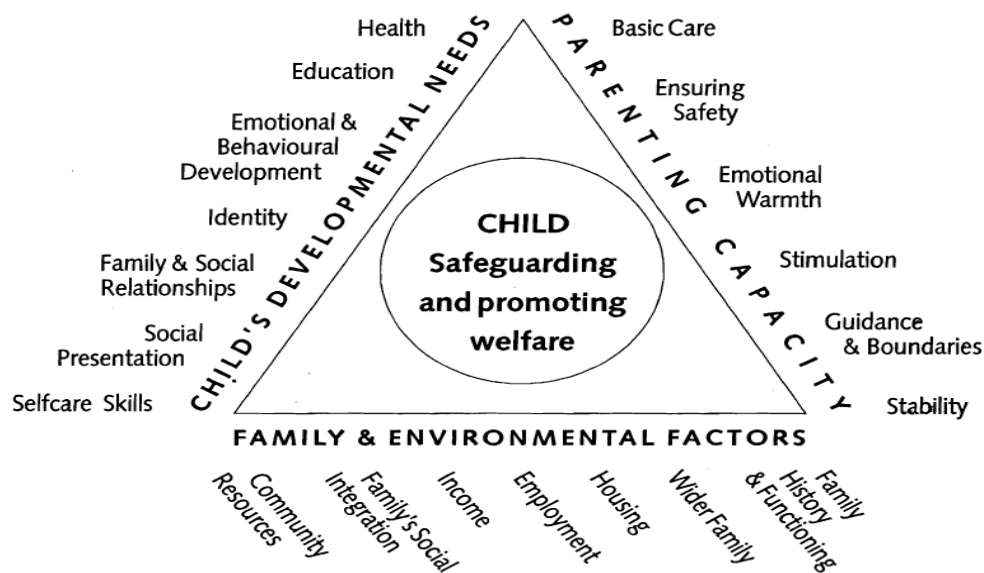 Health
Education
Emotional &
Behavioural
Development
Identity
Family & Social
Relationships
Social
Presentation
Selfcare Skills
CHILD'S DEVELOPMENTAL NEEDS
PARENTING CAPACITY
Basic Care
Ensuring
Safety
Emotional
Warmth
Stimulation
Guidance
& Boundaries
Stability
CHILD
Safeguarding
and promoting
welfare
FAMILY & ENVIRONMENTAL FACTORS
Community
Resources
Family's Social
Integration
Income
Employment
Housing
Wider Family
Family
History
& Functioning